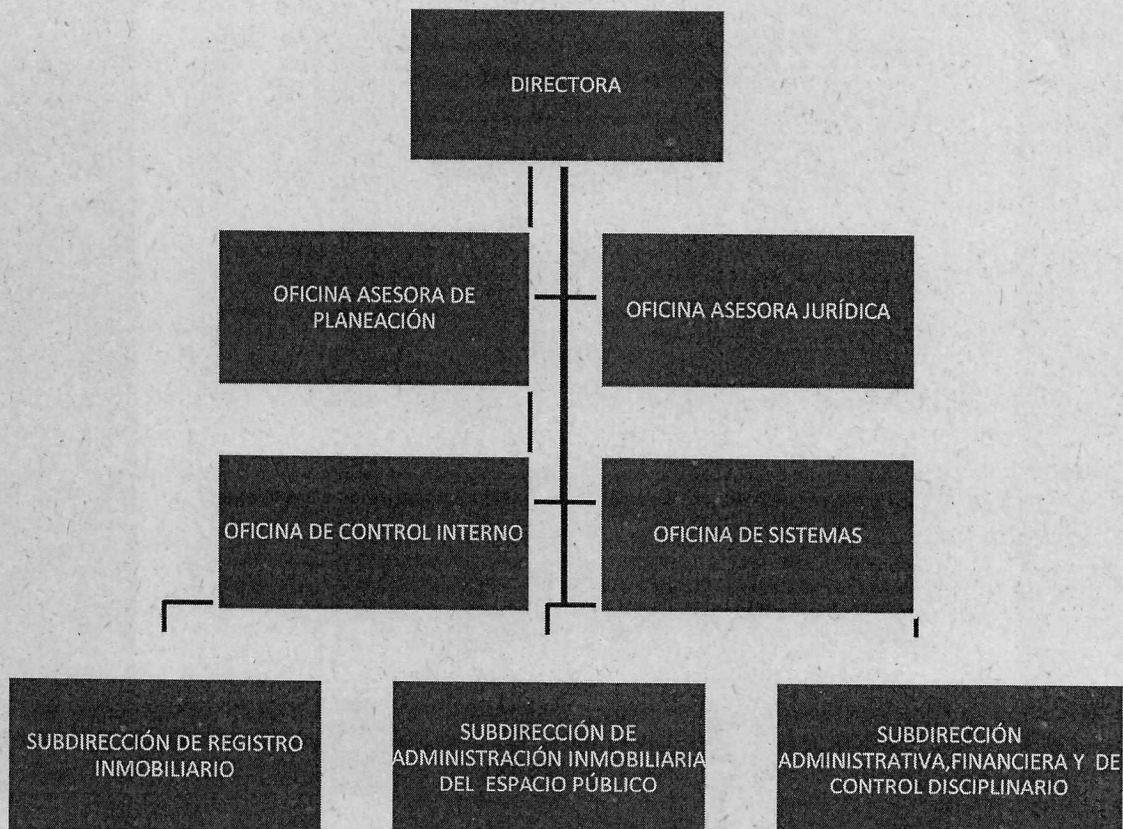 DIRECTORA
OFICINA ASESORA DE
PLANEACIÓN
OFICINA ASESORA JURÍDICA
OFICINA DE CONTROL INTERNO
OFICINA DE SISTEMAS
SUBDIRECCIÓN DE REGISTRO
INMOBILIARIO
SUBDIRECCIÓN DE
ADMINISTRACIÓN INMOBILIARIA
DEL ESPACIO PÚBLICO
SUBDIRECCIÓN
ADMINISTRATIVA,FINANCIERA Y DE
CONTROL DISCIPLINARIO